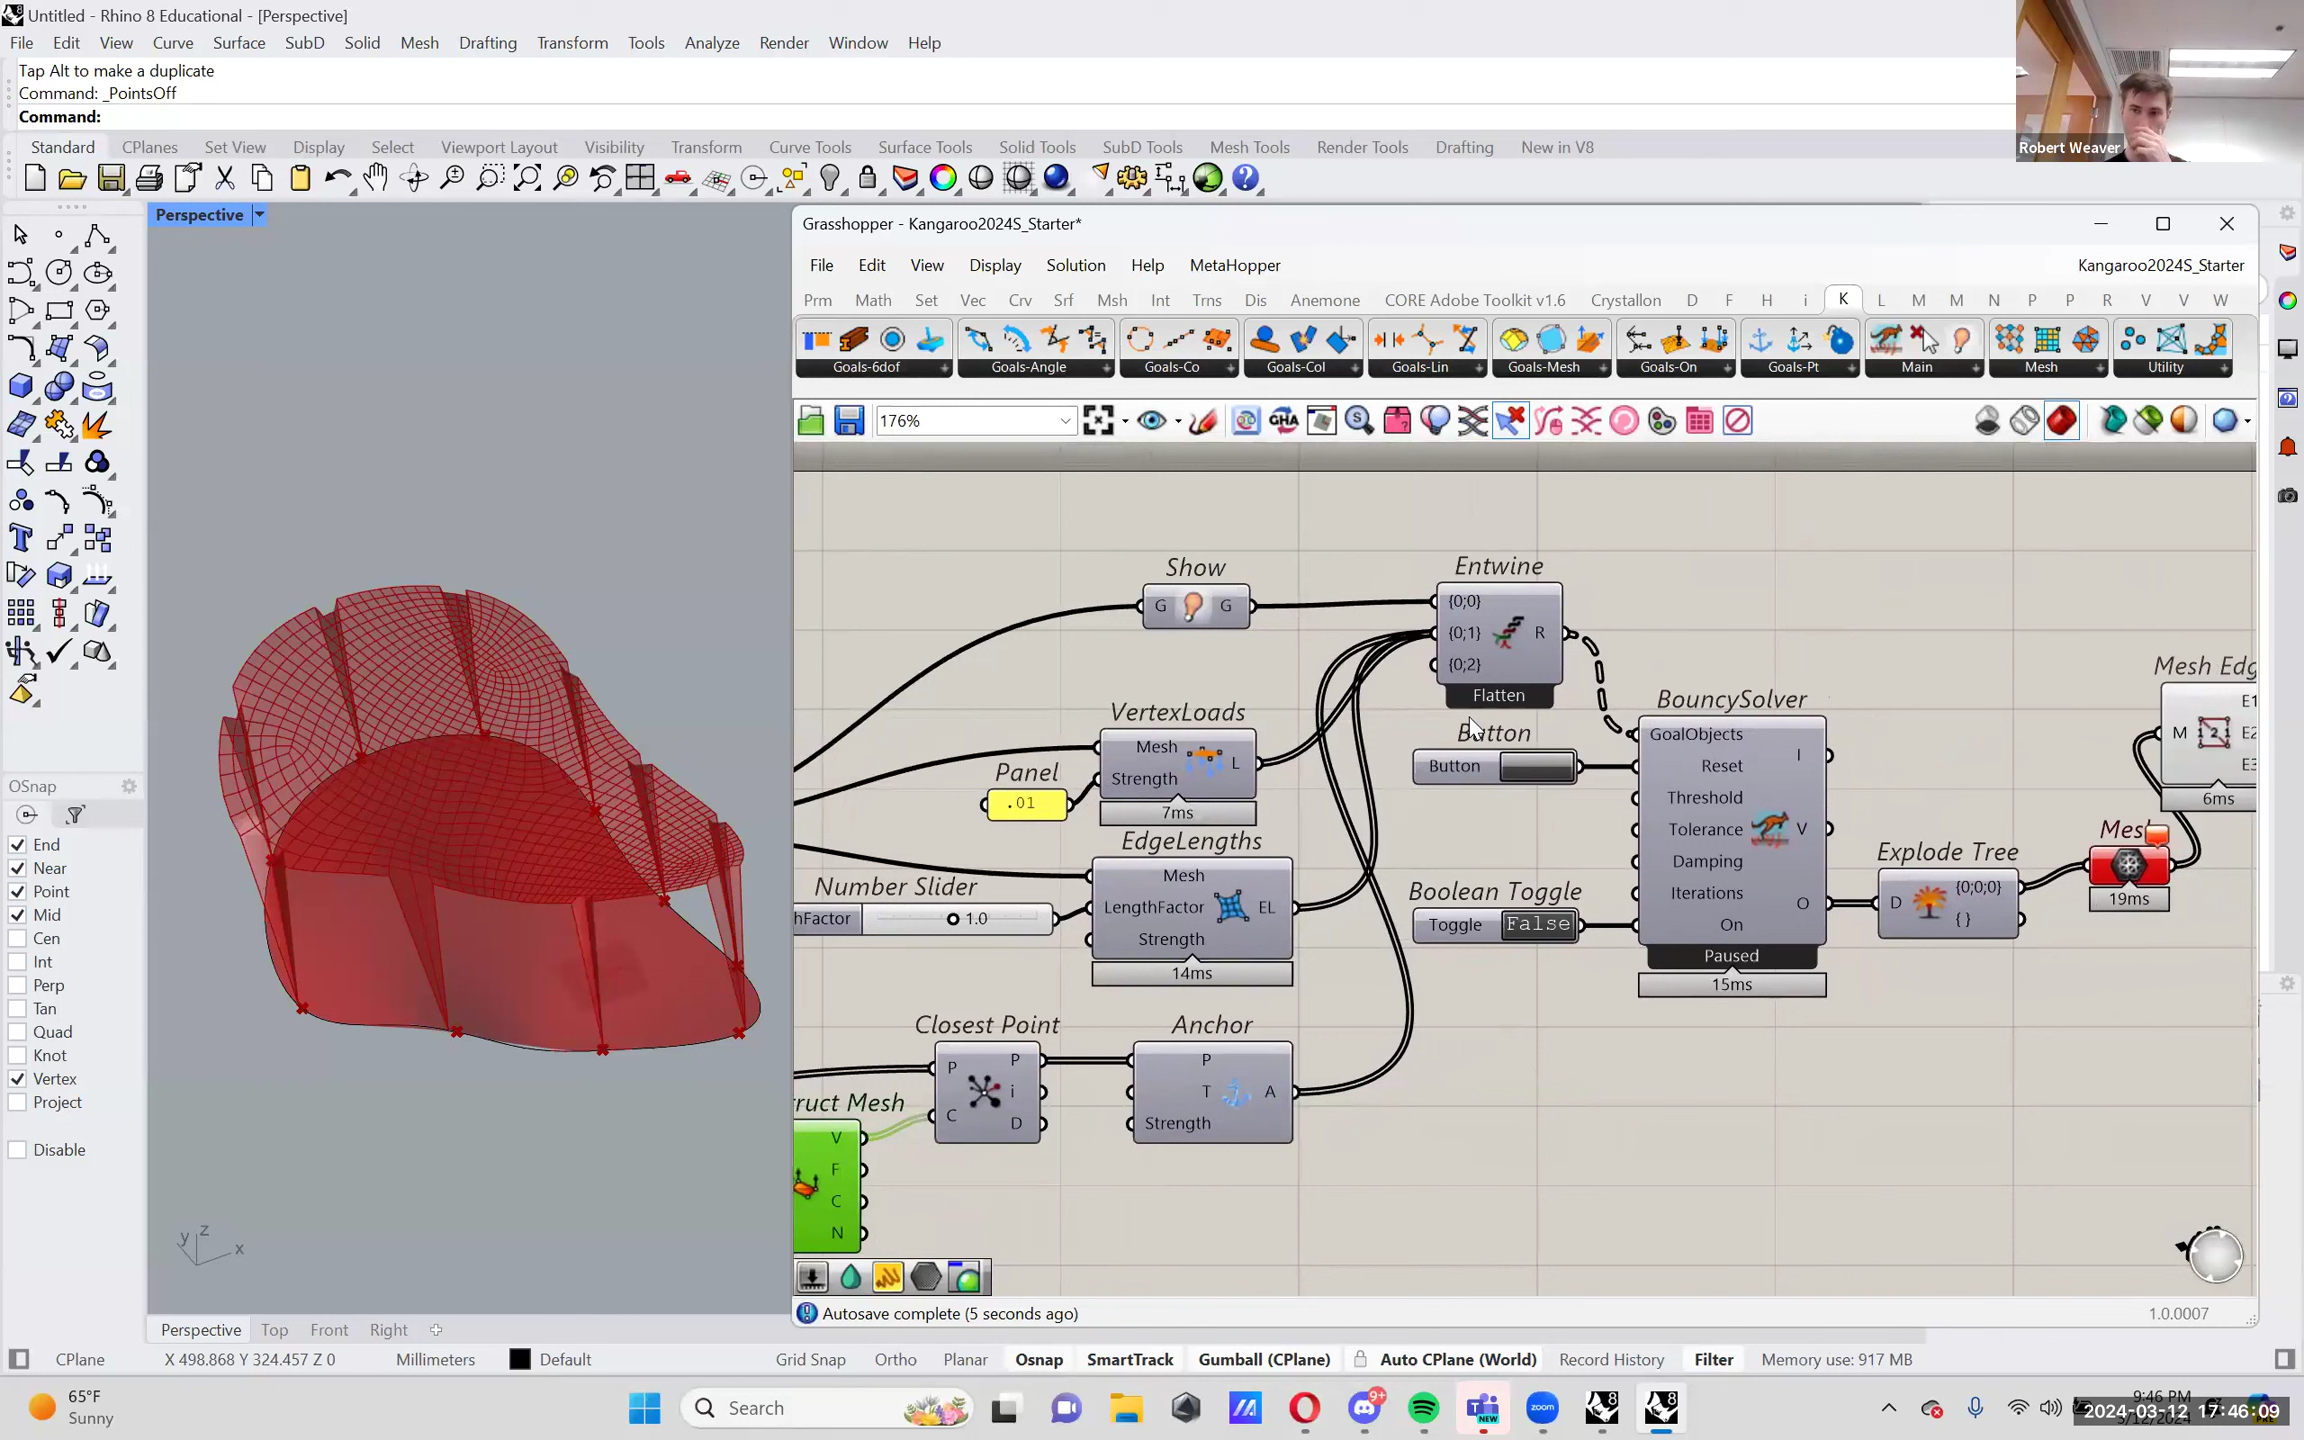 Untitled - Rhino 8 Educational - [Perspective]
File Edit View Curve Surface SubD Solid Mesh Drafting Transform Tools Analyze Render Window Help
Tap Alt to make a duplicate
Command: _PointsOff
Command:
Robert Weaver
Standard CPlanes Set View Display Select Viewport Layout Visibility Transform Curve Tools Surface Tools Solid Tools SubD Tools Mesh Tools Render Tools Drafting New in V8
Perspective
Grasshopper - Kangaroo2024S_Starter*
File Edit View Display Solution Help MetaHopper
Kangaroo2024S_Starter
Prm Math Set Vec Crv Srf Msh Int Trns Dis Anemone CORE Adobe Toolkit v1.6 Crystallon D F H i K L M M N P P R V V W
Goals-6dof Goals-Angle Goals-Co Goals-Col Goals-Lin Goals-Mesh Goals-On Goals-Pt Main Mesh Utility
176%
GHA
Show
G G
Entwine
{0;0}
{0;1} R
{0;2}
Flatten
VertexLoads
Mesh
Strength L
7ms
Panel
.01
EdgeLengths
Mesh
LengthFactor EL
Strength
14ms
Number Slider
hFactor 1.0
Button
Button
Boolean Toggle
Toggle False
BouncySolver
GoalObjects
Reset
Threshold
Tolerance
Damping
Iterations
On
I
V
O
Paused
15ms
Explode Tree
D {0;0;0}
{ }
Mesh
19ms
Mesh Edg
M E1
E2
E3
6ms
Closest Point
P P
i
C D
Anchor
P
T A
Strength
ruct Mesh
V
F
C
N
OSnap
End
Near
Point
Mid
Cen
Int
Perp
Tan
Quad
Knot
Vertex
Project
Disable
z
y x
Autosave complete (5 seconds ago)
1.0.0007
Perspective Top Front Right
CPlane X 498.868 Y 324.457 Z 0 Millimeters Default Grid Snap Ortho Planar Osnap SmartTrack Gumball (CPlane) Auto CPlane (World) Record History Filter Memory use: 917 MB
65°F
Sunny
Search
9+
NEW
zoom
9:46 PM
2024-03-12 17:46:09